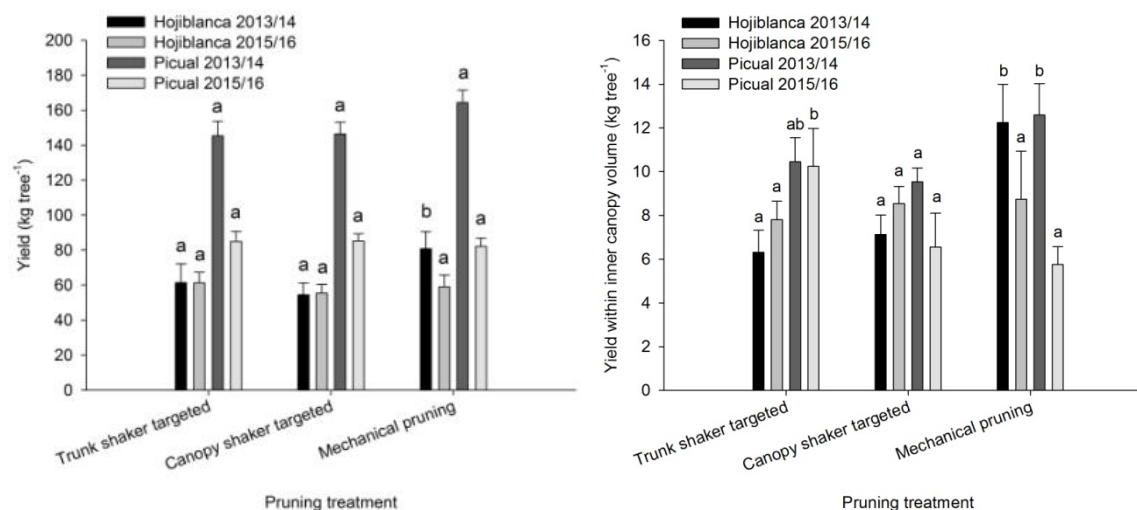 Hojiblanca 2013/14
Hojiblanca 2015/16
Picual 2013/14
Picual 2015/16
200
180
160
140
120
100
80
60
40
20
0
Yield (kg tree⁻¹)
a
a
a
a
a
a
a
a
b
a
a
a
Trunk shaker targeted
Canopy shaker targeted
Mechanical pruning
Pruning treatment
Hojiblanca 2013/14
Hojiblanca 2015/16
Picual 2013/14
Picual 2015/16
16
14
12
10
8
6
4
2
0
Yield within inner canopy volume (kg tree⁻¹)
a
a
ab
b
a
a
a
a
b
a
b
a
Trunk shaker targeted
Canopy shaker targeted
Mechanical pruning
Pruning treatment